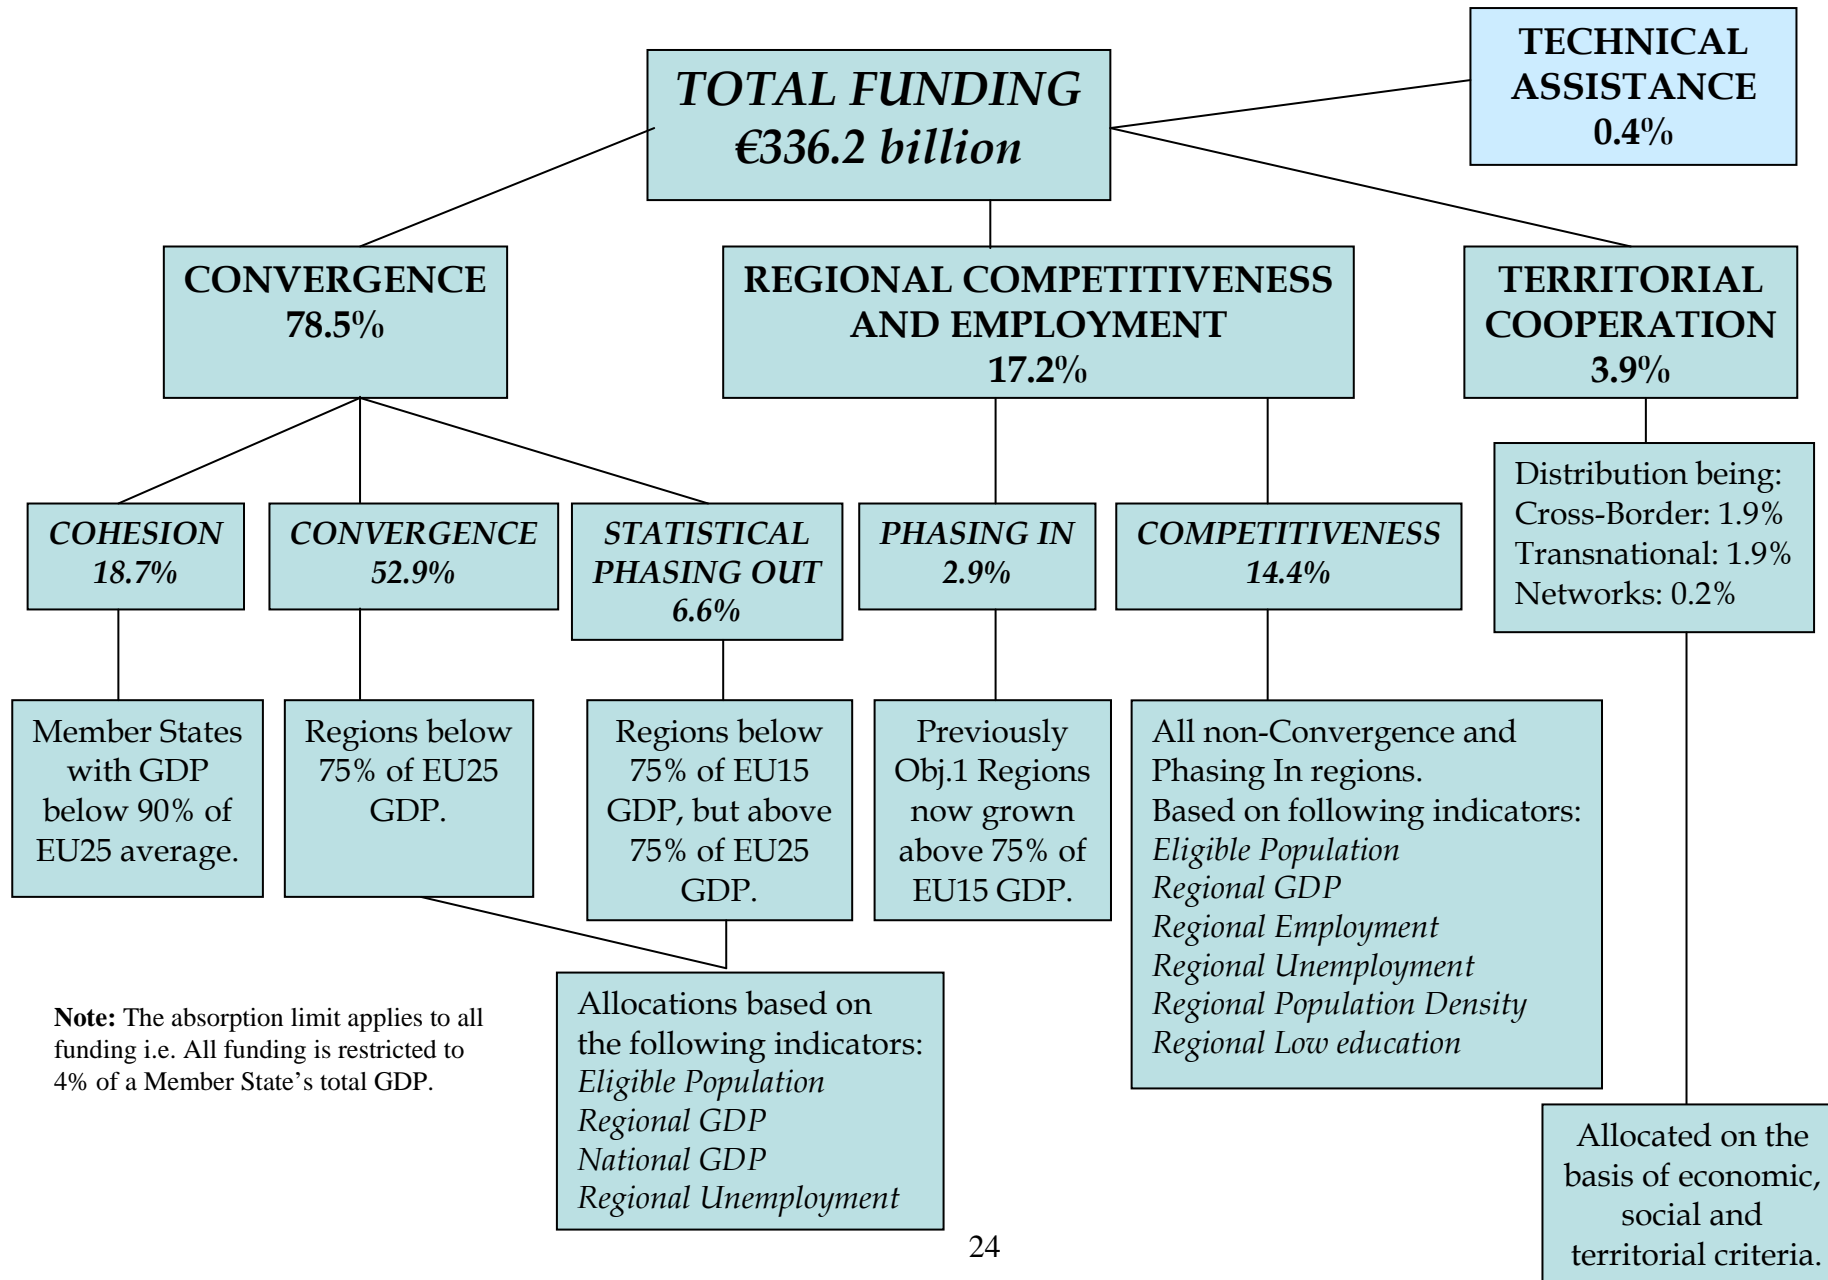 TECHNICAL
ASSISTANCE
0.4%
TOTAL FUNDING
€336.2 billion
CONVERGENCE
78.5%
REGIONAL COMPETITIVENESS
AND EMPLOYMENT
17.2%
TERRITORIAL
COOPERATION
3.9%
COHESION
18.7%
CONVERGENCE
52.9%
STATISTICAL
PHASING OUT
6.6%
PHASING IN
2.9%
COMPETITIVENESS
14.4%
Distribution being:
Cross-Border: 1.9%
Transnational: 1.9%
Networks: 0.2%
Member States
with GDP
below 90% of
EU25 average.
Regions below
75% of EU25
GDP.
Regions below
75% of EU15
GDP, but above
75% of EU25
GDP.
Previously
Obj.1 Regions
now grown
above 75% of
EU15 GDP.
All non-Convergence and
Phasing In regions.
Based on following indicators:
Eligible Population
Regional GDP
Regional Employment
Regional Unemployment
Regional Population Density
Regional Low education
Note: The absorption limit applies to all
funding i.e. All funding is restricted to
4% of a Member State’s total GDP.
Allocations based on
the following indicators:
Eligible Population
Regional GDP
National GDP
Regional Unemployment
Allocated on the
basis of economic,
social and
territorial criteria.
24